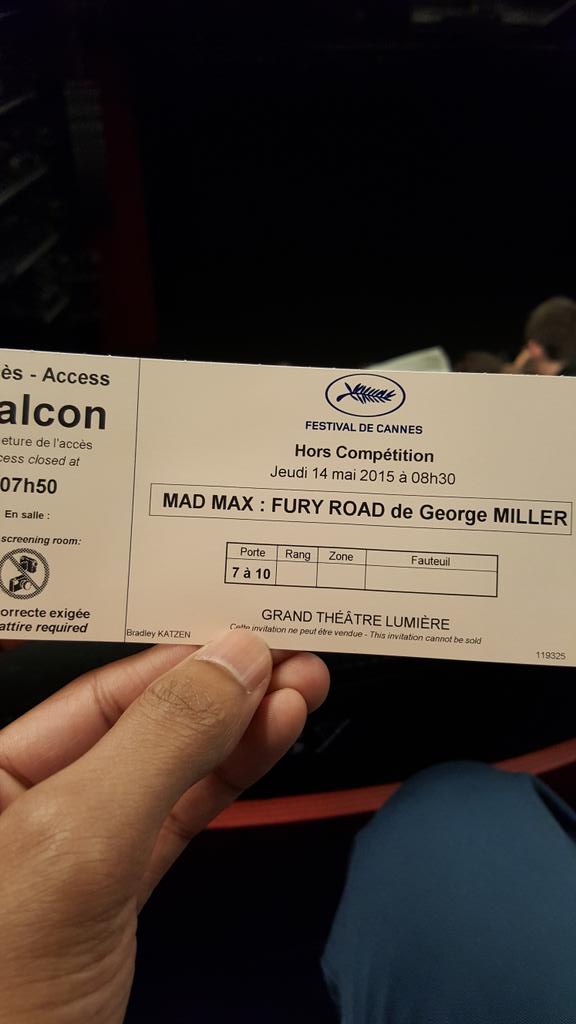 ès - Access
alcon
eture de l'accès
cess closed at
07h50
En salle :
screening room:
orrecte exigée
attire required
FESTIVAL DE CANNES
Hors Compétition
Jeudi 14 mai 2015 à 08h30
MAD MAX : FURY ROAD de George MILLER
Porte Rang Zone Fauteuil
7 à 10
GRAND THÉÂTRE LUMIÈRE
Cette invitation ne peut être vendue - This invitation cannot be sold
Bradley KATZEN
119325